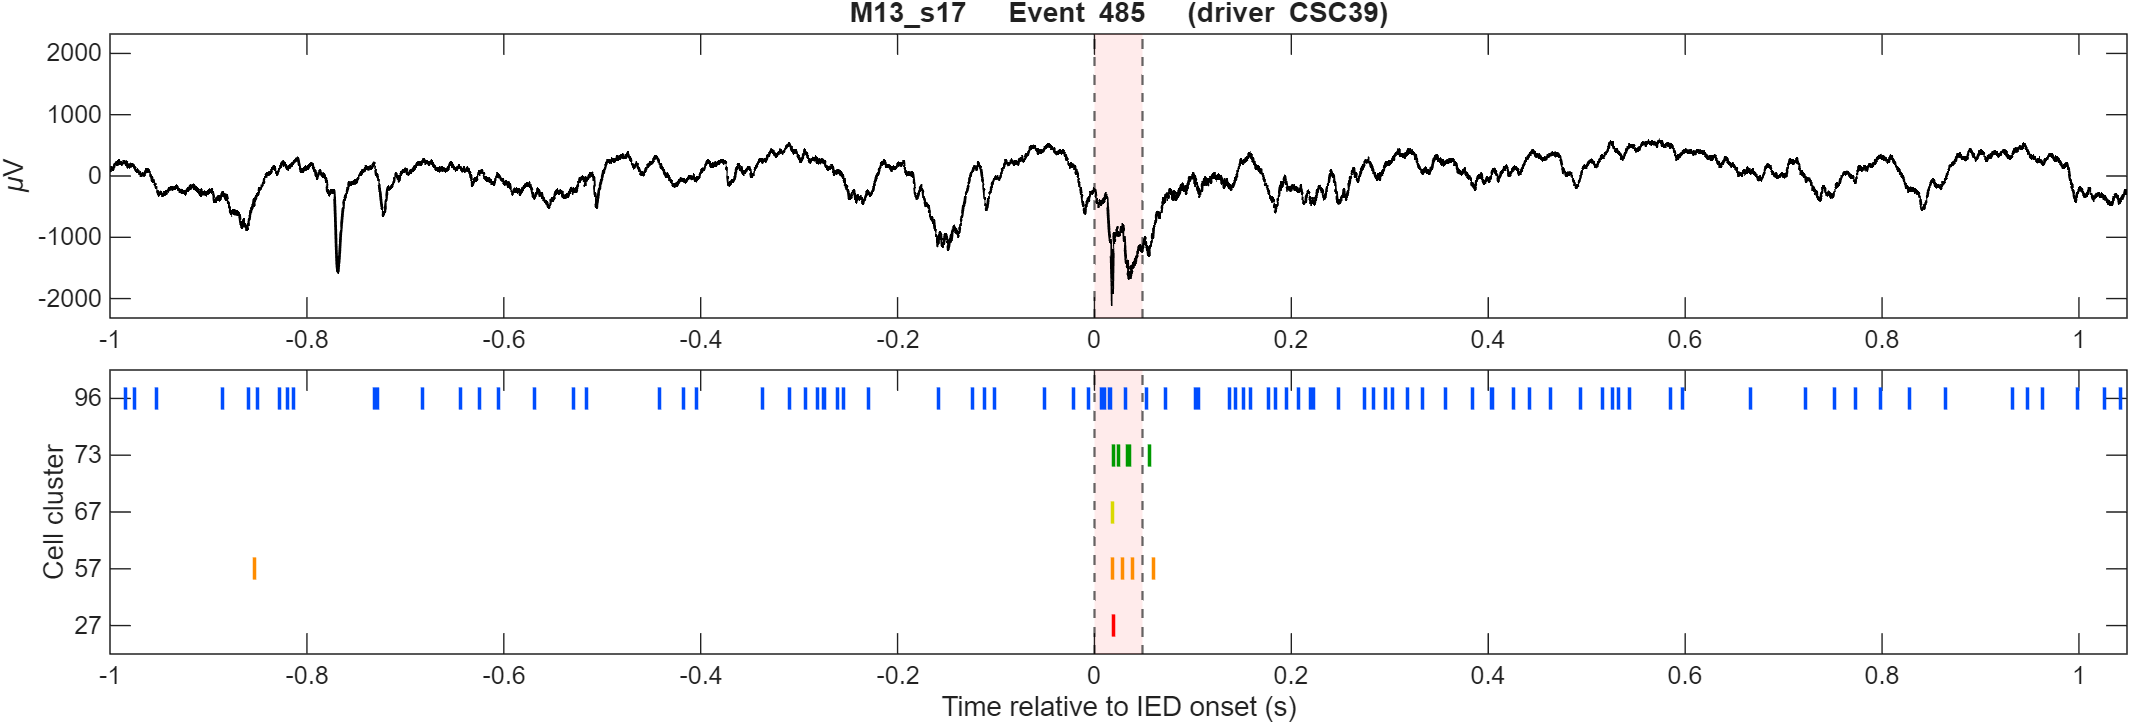 M13_s17 Event 485 (driver CSC39)
2000
1000
0
-1000
-2000
µV
-1 -0.8 -0.6 -0.4 -0.2 0 0.2 0.4 0.6 0.8 1
96
73
67
57
27
Cell cluster
-1 -0.8 -0.6 -0.4 -0.2 0 0.2 0.4 0.6 0.8 1
Time relative to IED onset (s)